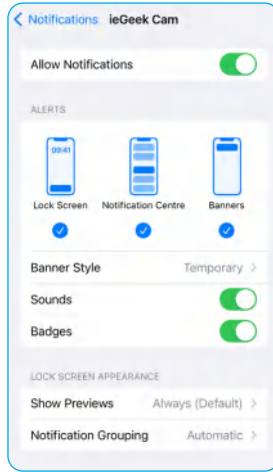 Notifications ieGeek Cam
Allow Notifications
ALERTS
09:41
Lock Screen Notification Centre Banners
Banner Style Temporary
Sounds
Badges
LOCK SCREEN APPEARANCE
Show Previews Always (Default)
Notification Grouping Automatic